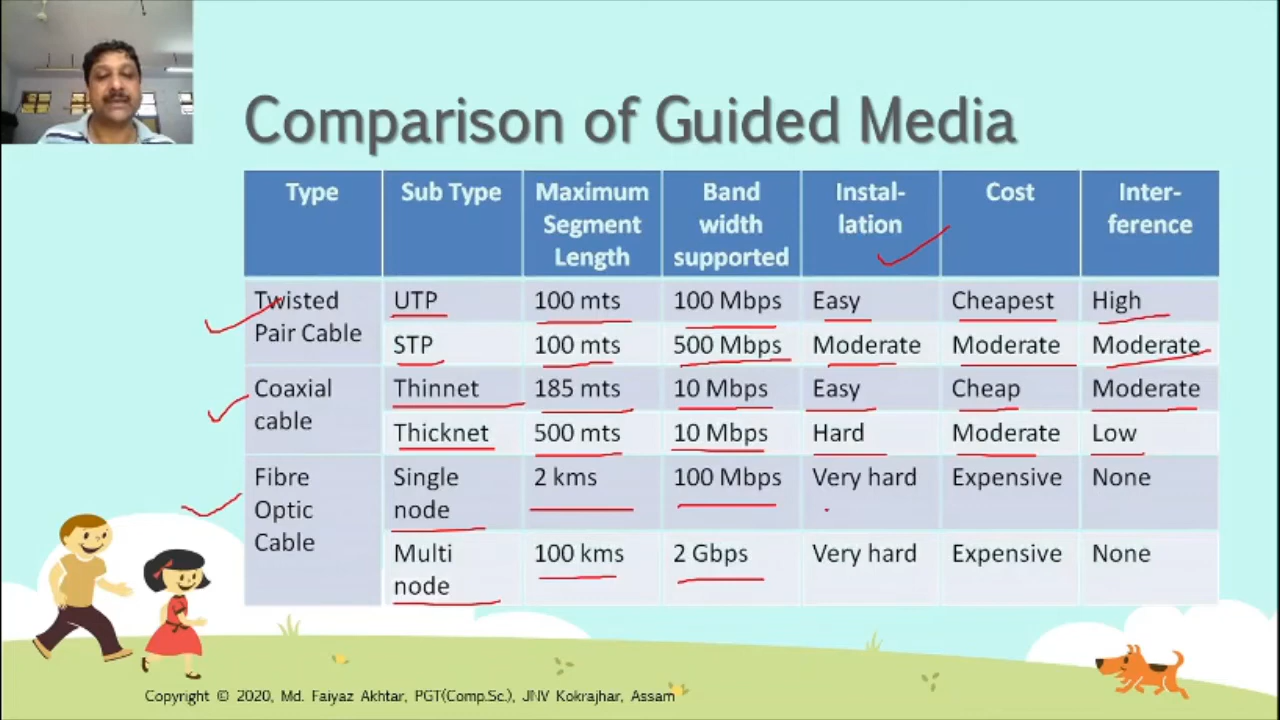 Comparison of Guided Media
Type Sub Type Maximum Segment Length Band width supported Instal-lation Cost Inter-ference
Twisted Pair Cable UTP 100 mts 100 Mbps Easy Cheapest High
STP 100 mts 500 Mbps Moderate Moderate Moderate
Coaxial cable Thinnet 185 mts 10 Mbps Easy Cheap Moderate
Thicknet 500 mts 10 Mbps Hard Moderate Low
Fibre Optic Cable Single node 2 kms 100 Mbps Very hard Expensive None
Multi node 100 kms 2 Gbps Very hard Expensive None
Copyright © 2020, Md. Faiyaz Akhtar, PGT(Comp.Sc.), JNV Kokrajhar, Assam